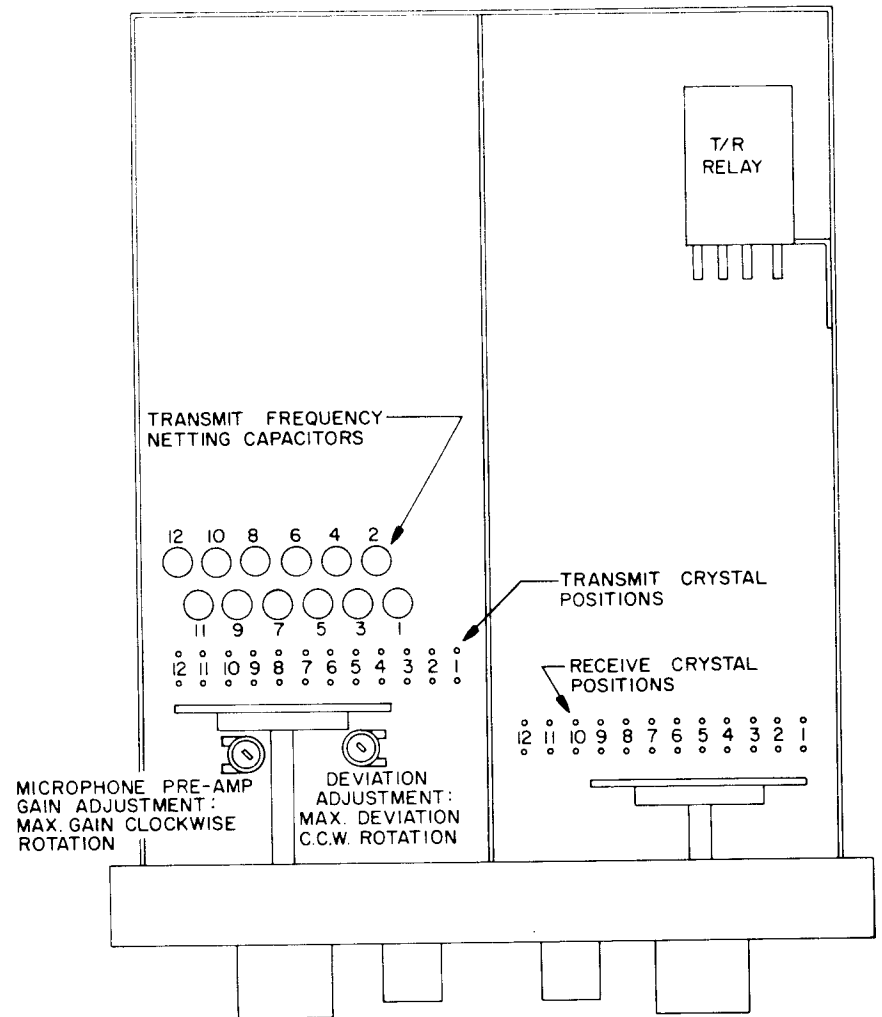 T/R
RELAY
TRANSMIT FREQUENCY
NETTING CAPACITORS
12 10 8 6 4 2
11 9 7 5 3 1
TRANSMIT CRYSTAL
POSITIONS
12 11 10 9 8 7 6 5 4 3 2 1
RECEIVE CRYSTAL
POSITIONS
12 11 10 9 8 7 6 5 4 3 2 1
MICROPHONE PRE-AMP
GAIN ADJUSTMENT:
MAX. GAIN CLOCKWISE
ROTATION
DEVIATION
ADJUSTMENT:
MAX. DEVIATION
C.C.W. ROTATION